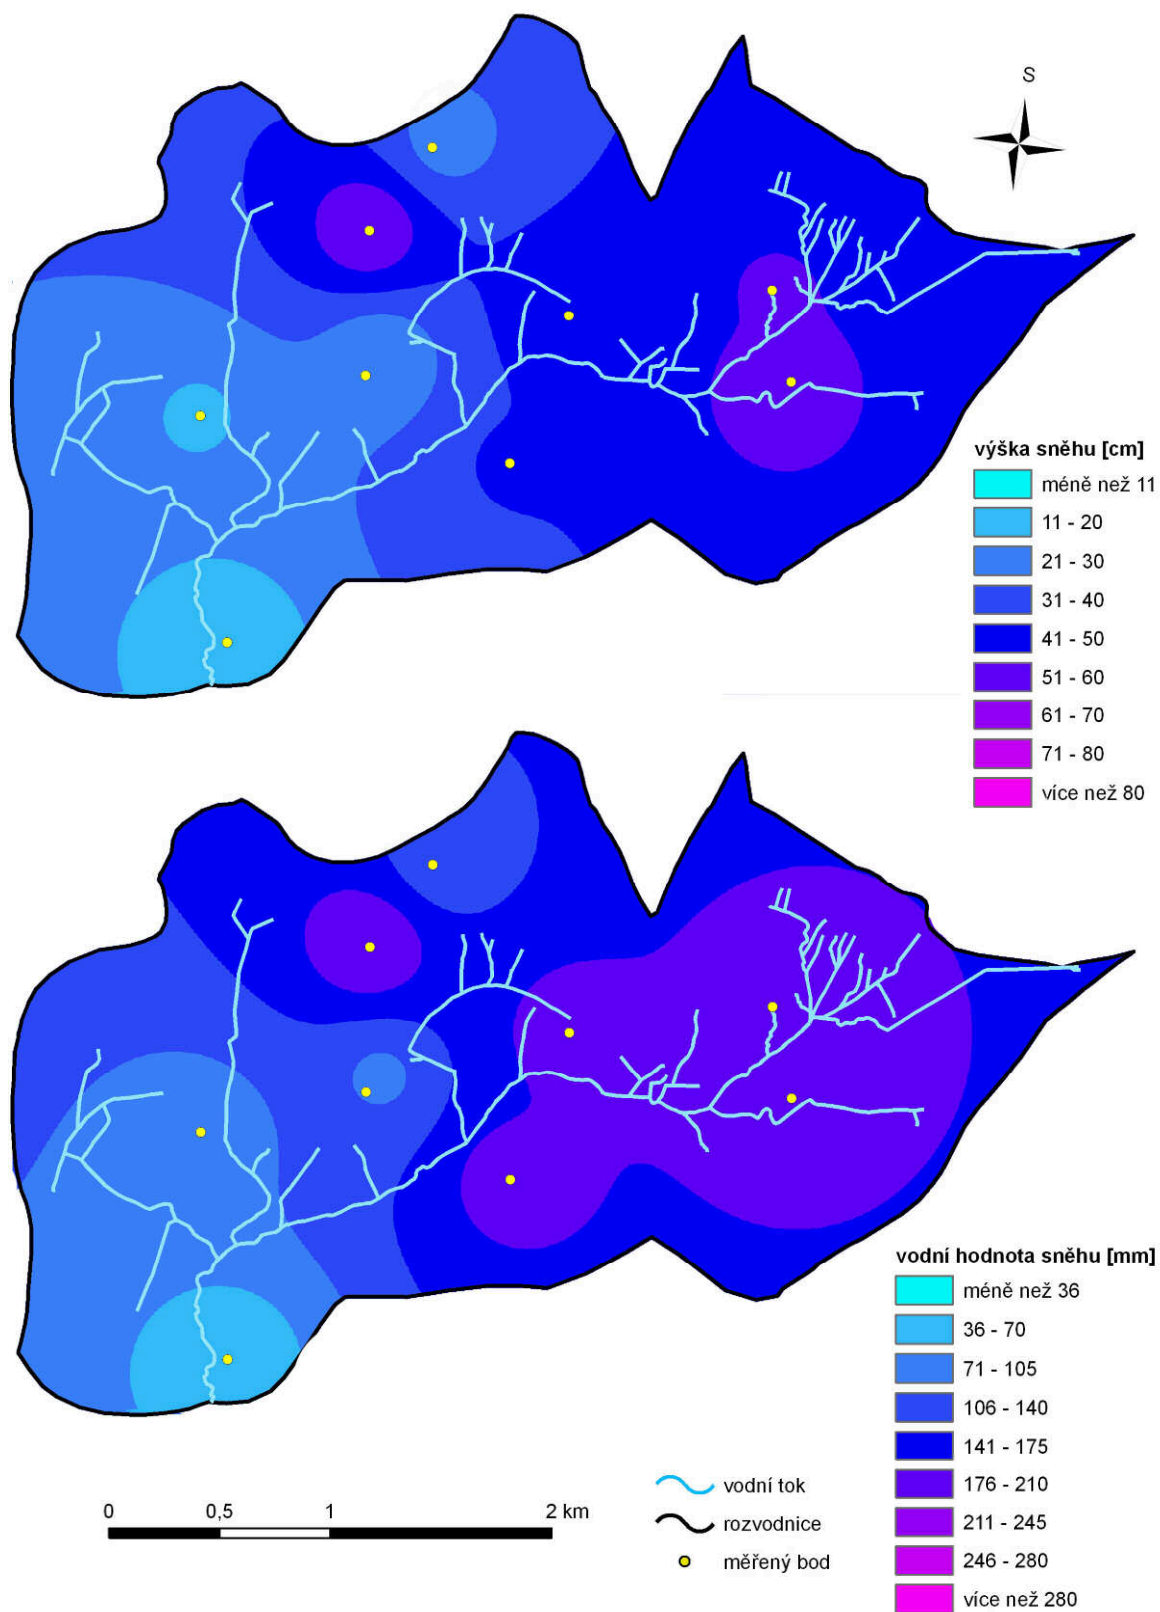 S
výška sněhu [cm]
méně než 11
11 - 20
21 - 30
31 - 40
41 - 50
51 - 60
61 - 70
71 - 80
více než 80
vodní hodnota sněhu [mm]
méně než 36
36 - 70
71 - 105
106 - 140
141 - 175
176 - 210
211 - 245
246 - 280
více než 280
0 0,5 1 2 km
vodní tok
rozvodnice
měřený bod